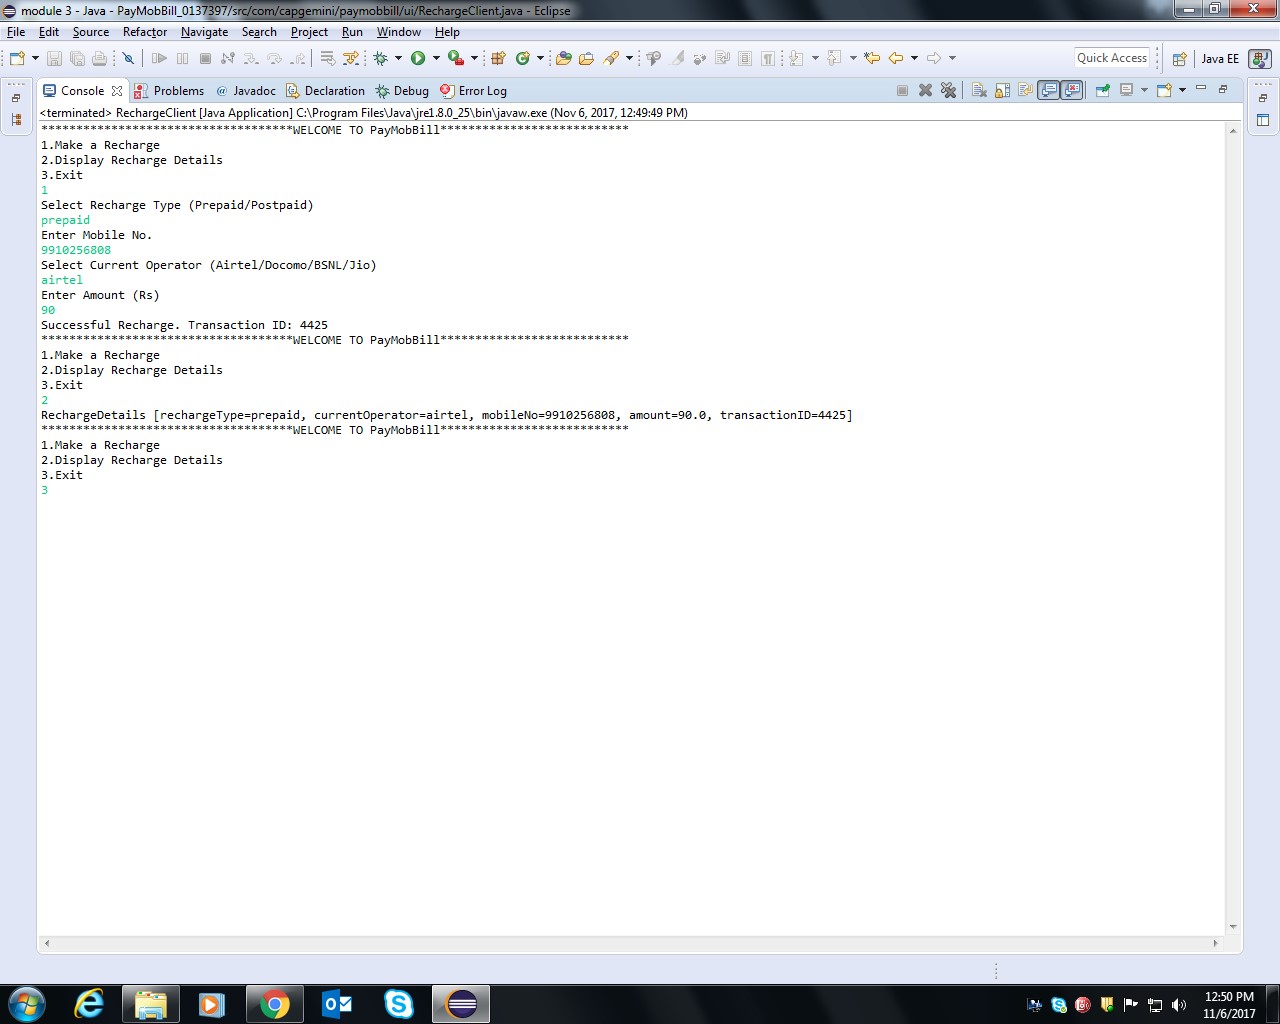 module 3 - Java - PayMobBill_0137397/src/com/capgemini/paymobbill/ui/RechargeClient.java - Eclipse
File Edit Source Refactor Navigate Search Project Run Window Help
Quick Access Java EE
Console Problems @ Javadoc Declaration Debug Error Log
<terminated> RechargeClient [Java Application] C:\Program Files\Java\jre1.8.0_25\bin\javaw.exe (Nov 6, 2017, 12:49:49 PM)
************************************WELCOME TO PayMobBill***************************
1.Make a Recharge
2.Display Recharge Details
3.Exit
1
Select Recharge Type (Prepaid/Postpaid)
prepaid
Enter Mobile No.
9910256808
Select Current Operator (Airtel/Docomo/BSNL/Jio)
airtel
Enter Amount (Rs)
90
Successful Recharge. Transaction ID: 4425
************************************WELCOME TO PayMobBill***************************
1.Make a Recharge
2.Display Recharge Details
3.Exit
2
RechargeDetails [rechargeType=prepaid, currentOperator=airtel, mobileNo=9910256808, amount=90.0, transactionID=4425]
************************************WELCOME TO PayMobBill***************************
1.Make a Recharge
2.Display Recharge Details
3.Exit
3
12:50 PM
11/6/2017